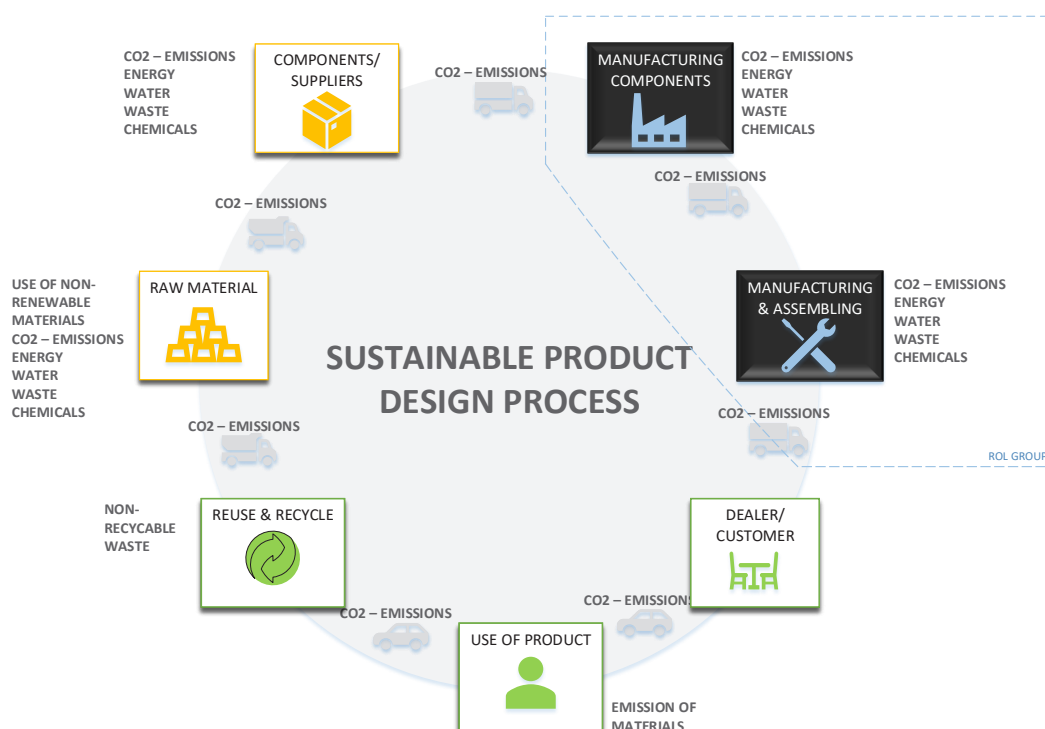 CO2 – EMISSIONS
ENERGY
WATER
WASTE
CHEMICALS
COMPONENTS/
SUPPLIERS
CO2 – EMISSIONS
MANUFACTURING
COMPONENTS
CO2 – EMISSIONS
ENERGY
WATER
WASTE
CHEMICALS
CO2 – EMISSIONS
CO2 – EMISSIONS
USE OF NON-
RENEWABLE
MATERIALS
CO2 – EMISSIONS
ENERGY
WATER
WASTE
CHEMICALS
RAW MATERIAL
MANUFACTURING
& ASSEMBLING
CO2 – EMISSIONS
ENERGY
WATER
WASTE
CHEMICALS
SUSTAINABLE PRODUCT
DESIGN PROCESS
CO2 – EMISSIONS
CO2 – EMISSIONS
ROL GROUP
NON-
RECYCABLE
WASTE
REUSE & RECYCLE
DEALER/
CUSTOMER
CO2 – EMISSIONS
CO2 – EMISSIONS
USE OF PRODUCT
EMISSION OF
MATERIALS